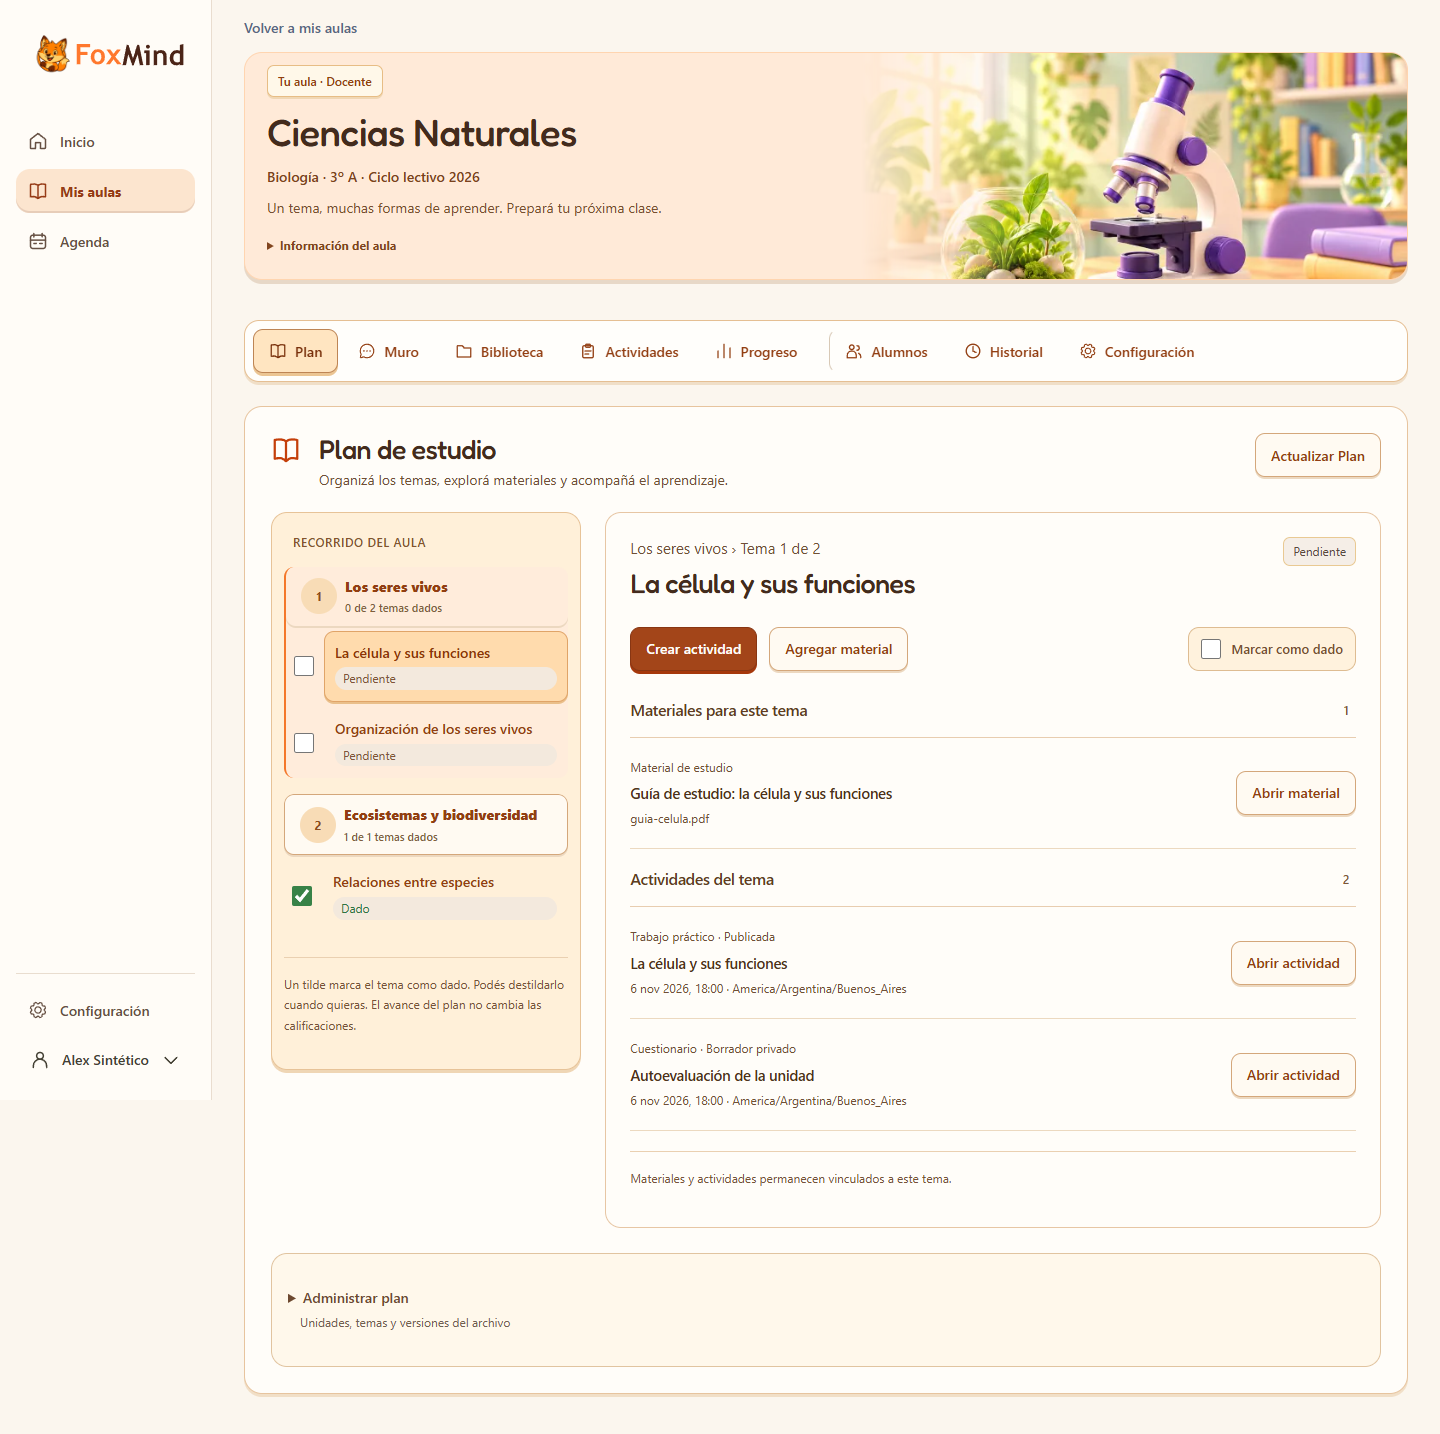 FoxMind
Inicio
Mis aulas
Agenda
Configuración
Alex Sintético
Volver a mis aulas
Tu aula · Docente
Ciencias Naturales
Biología · 3º A · Ciclo lectivo 2026
Un tema, muchas formas de aprender. Prepará tu próxima clase.
Información del aula
Plan
Muro
Biblioteca
Actividades
Progreso
Alumnos
Historial
Configuración
Plan de estudio
Organizá los temas, explorá materiales y acompañá el aprendizaje.
Actualizar Plan
RECORRIDO DEL AULA
1
Los seres vivos
0 de 2 temas dados
La célula y sus funciones
Pendiente
Organización de los seres vivos
Pendiente
2
Ecosistemas y biodiversidad
1 de 1 temas dados
Relaciones entre especies
Dado
Un tilde marca el tema como dado. Podés destildarlo
cuando quieras. El avance del plan no cambia las
calificaciones.
Los seres vivos › Tema 1 de 2
Pendiente
La célula y sus funciones
Crear actividad
Agregar material
Marcar como dado
Materiales para este tema
1
Material de estudio
Guía de estudio: la célula y sus funciones
guia-celula.pdf
Abrir material
Actividades del tema
2
Trabajo práctico · Publicada
La célula y sus funciones
6 nov 2026, 18:00 · America/Argentina/Buenos_Aires
Abrir actividad
Cuestionario · Borrador privado
Autoevaluación de la unidad
6 nov 2026, 18:00 · America/Argentina/Buenos_Aires
Abrir actividad
Materiales y actividades permanecen vinculados a este tema.
Administrar plan
Unidades, temas y versiones del archivo